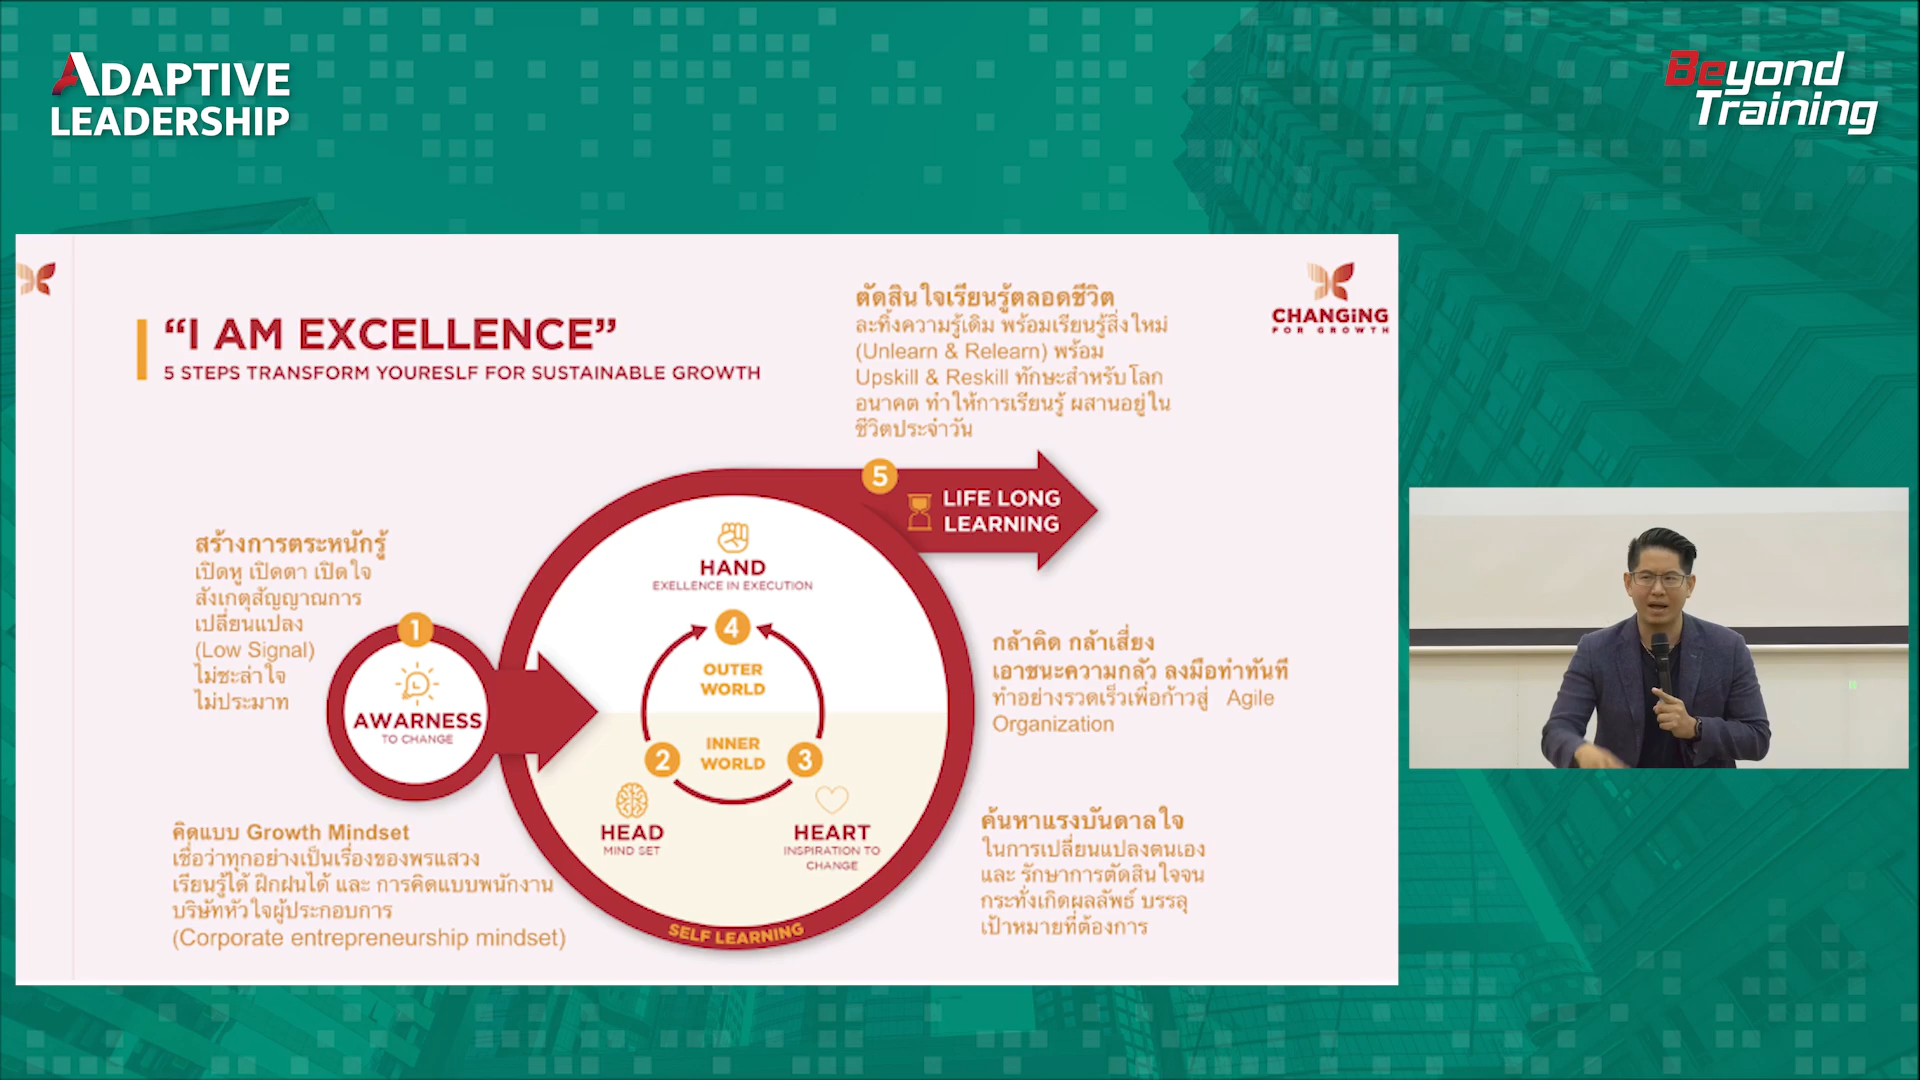 ADAPTIVE
LEADERSHIP
Beyond
Training
CHANGiNG
FOR GROWTH
“I AM EXCELLENCE”
5 STEPS TRANSFORM YOURESLF FOR SUSTAINABLE GROWTH
ตัดสินใจเรียนรู้ตลอดชีวิต
ละทิ้งความรู้เดิม พร้อมเรียนรู้สิ่งใหม่
(Unlearn & Relearn) พร้อม
Upskill & Reskill ทักษะสำหรับโลก
อนาคต ทำให้การเรียนรู้ ผสานอยู่ใน
ชีวิตประจำวัน
5
LIFE LONG
LEARNING
สร้างการตระหนักรู้
เปิดหู เปิดตา เปิดใจ
สังเกตุสัญญาณการ
เปลี่ยนแปลง
(Low Signal)
ไม่ชะล่าใจ
ไม่ประมาท
1
AWARNESS
TO CHANGE
HAND
EXELLENCE IN EXECUTION
4
OUTER
WORLD
INNER
WORLD
2
3
HEAD
MIND SET
HEART
INSPIRATION TO
CHANGE
SELF LEARNING
กล้าคิด กล้าเสี่ยง
เอาชนะความกลัว ลงมือทำทันที
ทำอย่างรวดเร็วเพื่อก้าวสู่ Agile
Organization
คิดแบบ Growth Mindset
เชื่อว่าทุกอย่างเป็นเรื่องของพรแสวง
เรียนรู้ได้ ฝึกฝนได้ และ การคิดแบบพนักงาน
บริษัทหัวใจผู้ประกอบการ
(Corporate entrepreneurship mindset)
ค้นหาแรงบันดาลใจ
ในการเปลี่ยนแปลงตนเอง
และ รักษาการตัดสินใจจน
กระทั่งเกิดผลลัพธ์ บรรลุ
เป้าหมายที่ต้องการ